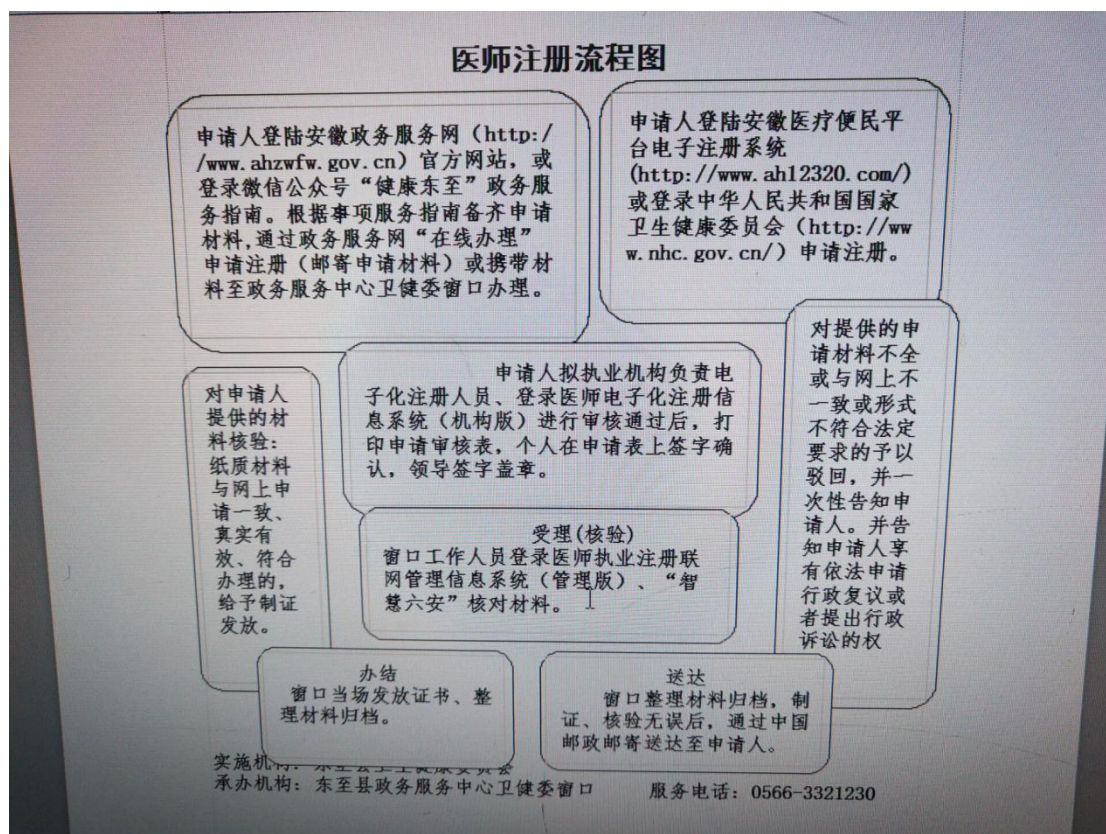 医师注册流程图
申请人登陆安徽政务服务网（http:/
/www.ahzwfw.gov.cn）官方网站，或
登录微信公众号“健康东至”政务服
务指南。根据事项服务指南备齐申请
材料,通过政务服务网“在线办理”
申请注册（邮寄申请材料）或携带材
料至政务服务中心卫健委窗口办理。
申请人登陆安徽医疗便民平
台电子注册系统
(http://www.ah12320.com/)
或登录中华人民共和国国家
卫生健康委员会（http://ww
w.nhc.gov.cn/）申请注册。
申请人拟执业机构负责电
子化注册人员、登录医师电子化注册信
息系统（机构版）进行审核通过后，打
印申请审核表，个人在申请表上签字确
认，领导签字盖章。
对申请人
提供的材
料核验：
纸质材料
与网上申
请一致、
真实有
效、符合
办理的，
给予制证
发放。
对提供的申
请材料不全
或与网上不
一致或形式
不符合法定
要求的予以
驳回，并一
次性告知申
请人。并告
知申请人享
有依法申请
行政复议或
者提出行政
诉讼的权
受理(核验)
窗口工作人员登录医师执业注册联
网管理信息系统（管理版）、“智
慧六安”核对材料。
办结
窗口当场发放证书、整
理材料归档。
送达
窗口整理材料归档，制
证、核验无误后，通过中国
邮政邮寄送达至申请人。
实施机构：东至县卫生健康委员会
承办机构：东至县政务服务中心卫健委窗口 服务电话：0566-3321230